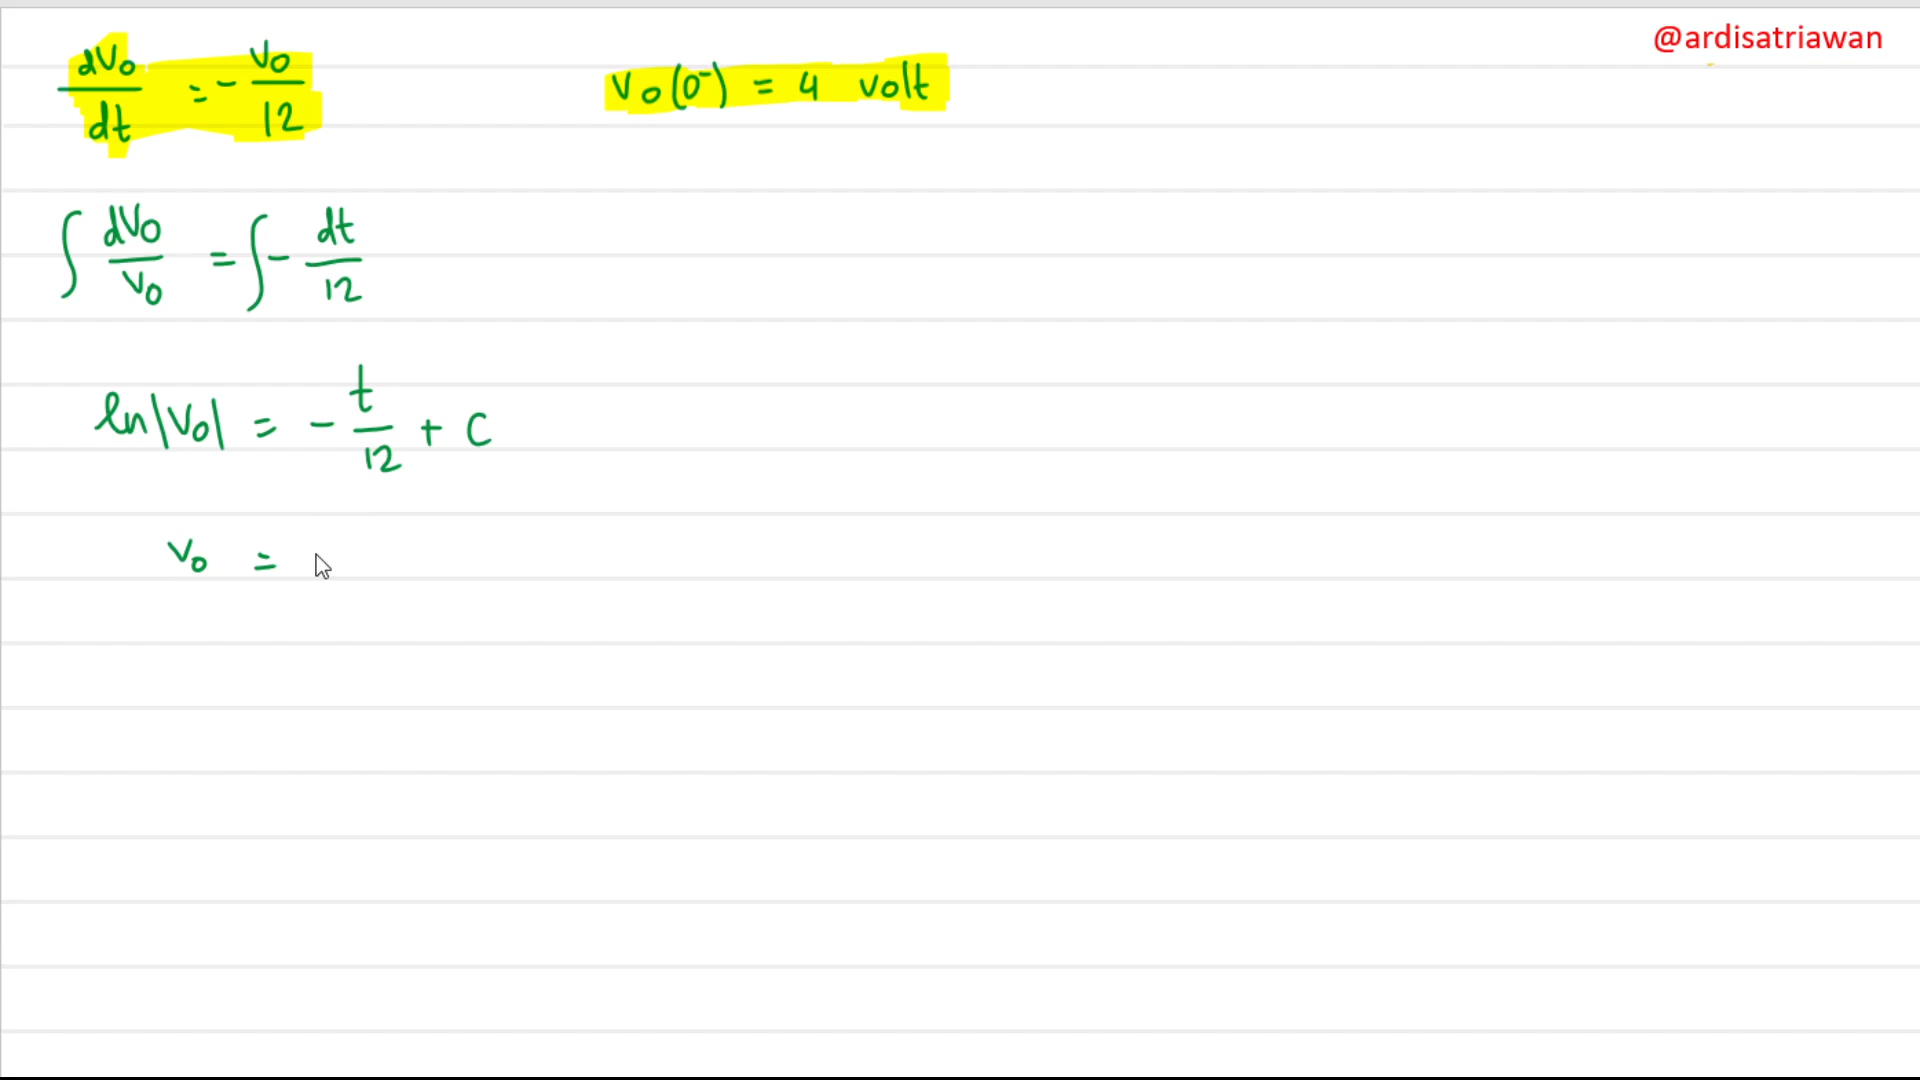 @ardisatriawan
dVo/dt = - Vo/12
Vo(0⁻) = 4 volt
∫ dVo/Vo = ∫ - dt/12
ln|Vo| = - t/12 + C
Vo =